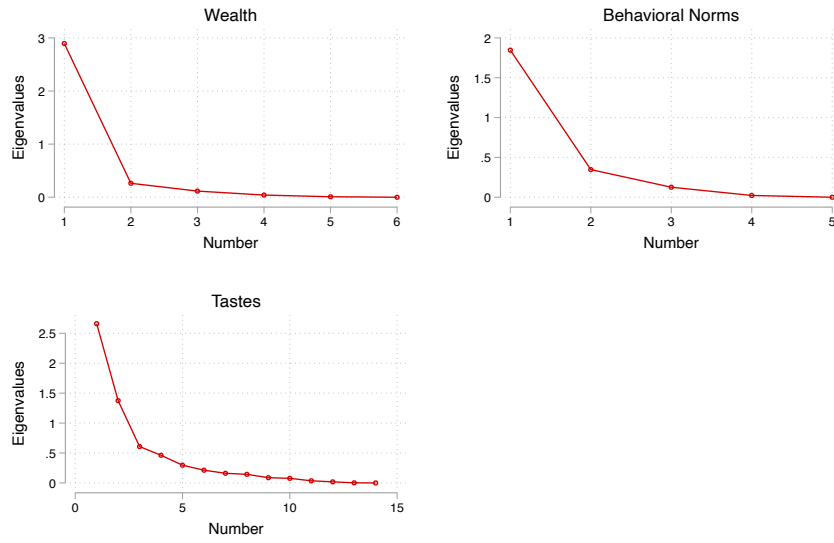 Wealth
3
2
1
0
Eigenvalues
1 2 3 4 5 6
Number
Behavioral Norms
2
1.5
1
.5
0
Eigenvalues
1 2 3 4 5
Number
Tastes
2.5
2
1.5
1
.5
0
Eigenvalues
0 5 10 15
Number